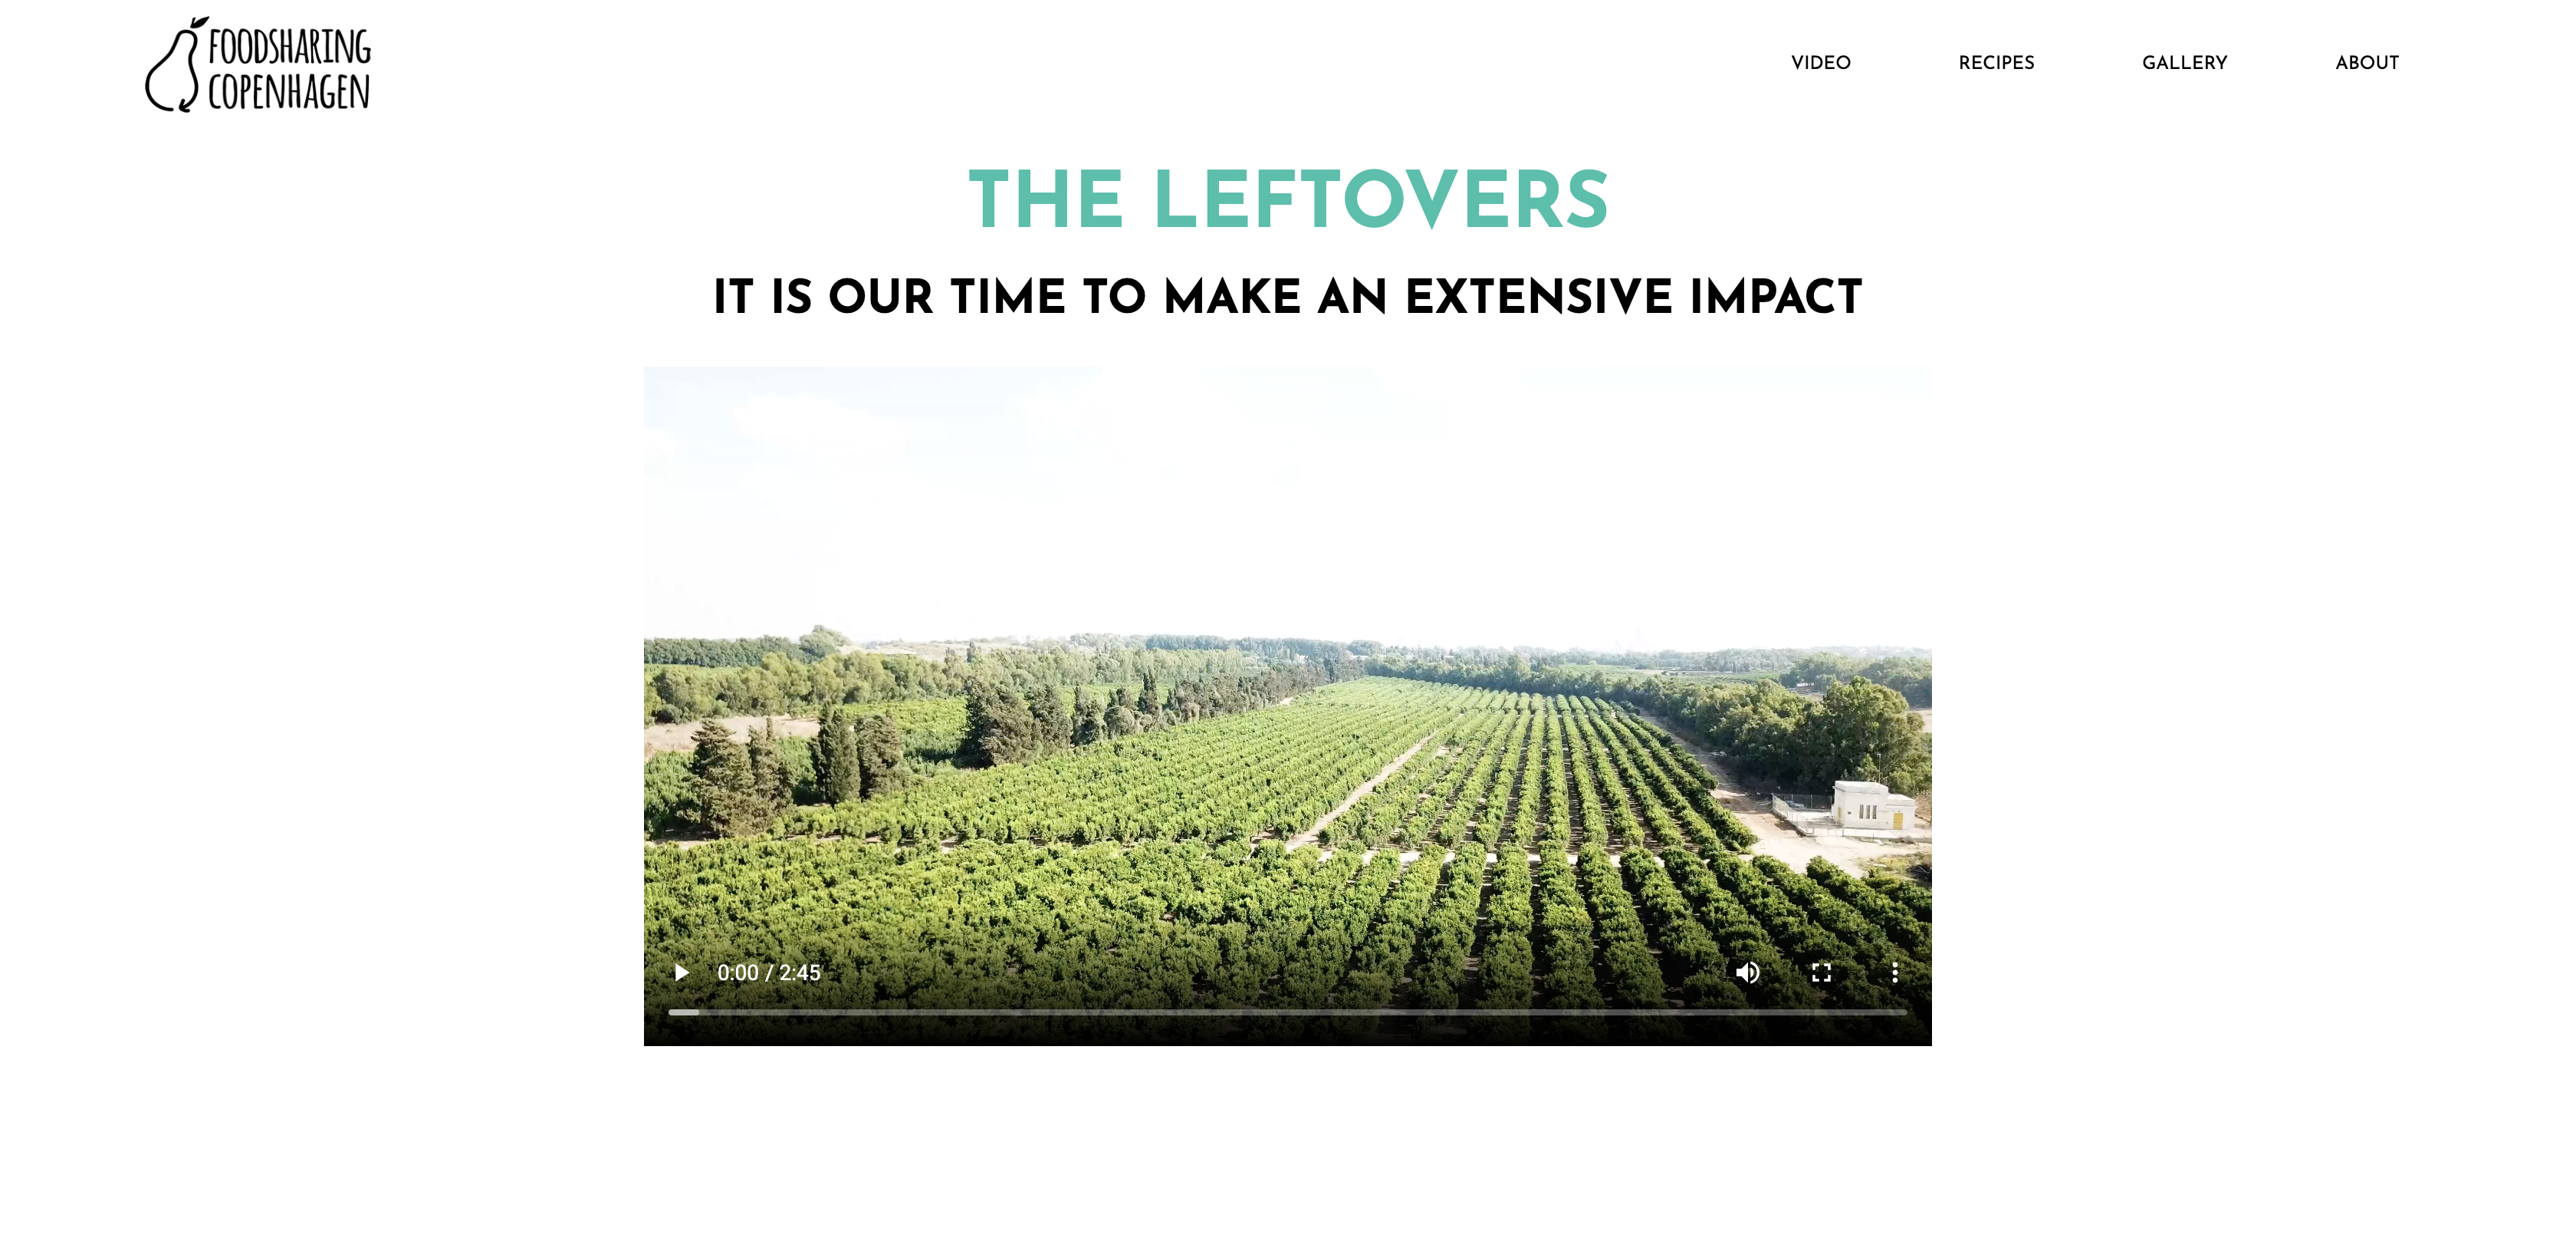 FOODSHARING
COPENHAGEN
VIDEO RECIPES GALLERY ABOUT
THE LEFTOVERS
IT IS OUR TIME TO MAKE AN EXTENSIVE IMPACT
0:00 / 2:45